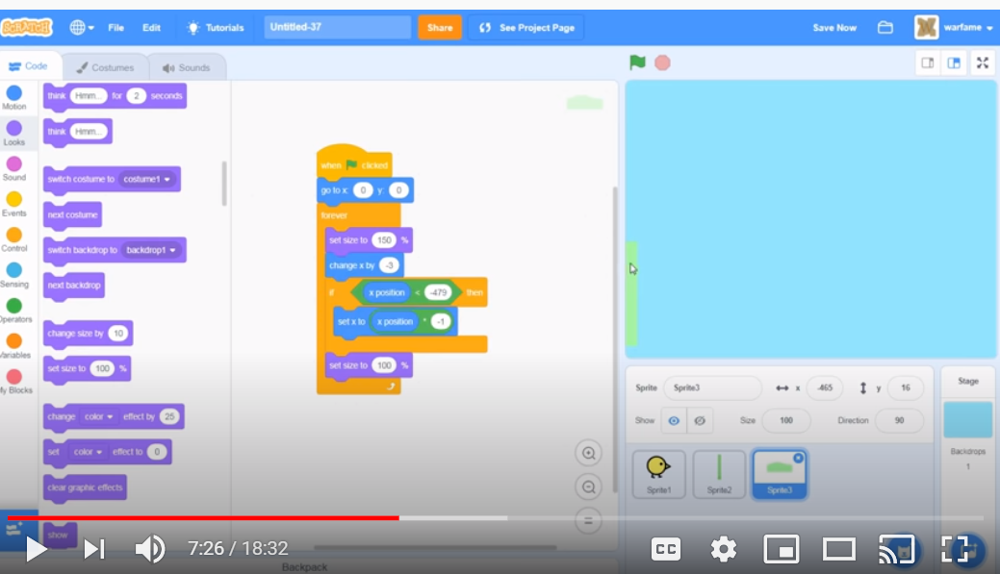 SCRATCH File Edit Tutorials Untitled-37 Share See Project Page Save Now warfame
Code Costumes Sounds
Motion
Looks
Sound
Events
Control
Sensing
Operators
Variables
My Blocks
think Hmm... for 2 seconds
think Hmm...
switch costume to costume1
next costume
switch backdrop to backdrop1
next backdrop
change size by 10
set size to 100 %
change color effect by 25
set color effect to 0
clear graphic effects
show
when clicked
go to x: 0 y: 0
forever
set size to 150 %
change x by -3
if x position < -479 then
set x to x position * -1
set size to 100 %
Backpack
Sprite Sprite3 x -465 y 16
Show Size 100 Direction 90
Sprite1 Sprite2 Sprite3
Stage
Backdrops
1
7:26 / 18:32 CC